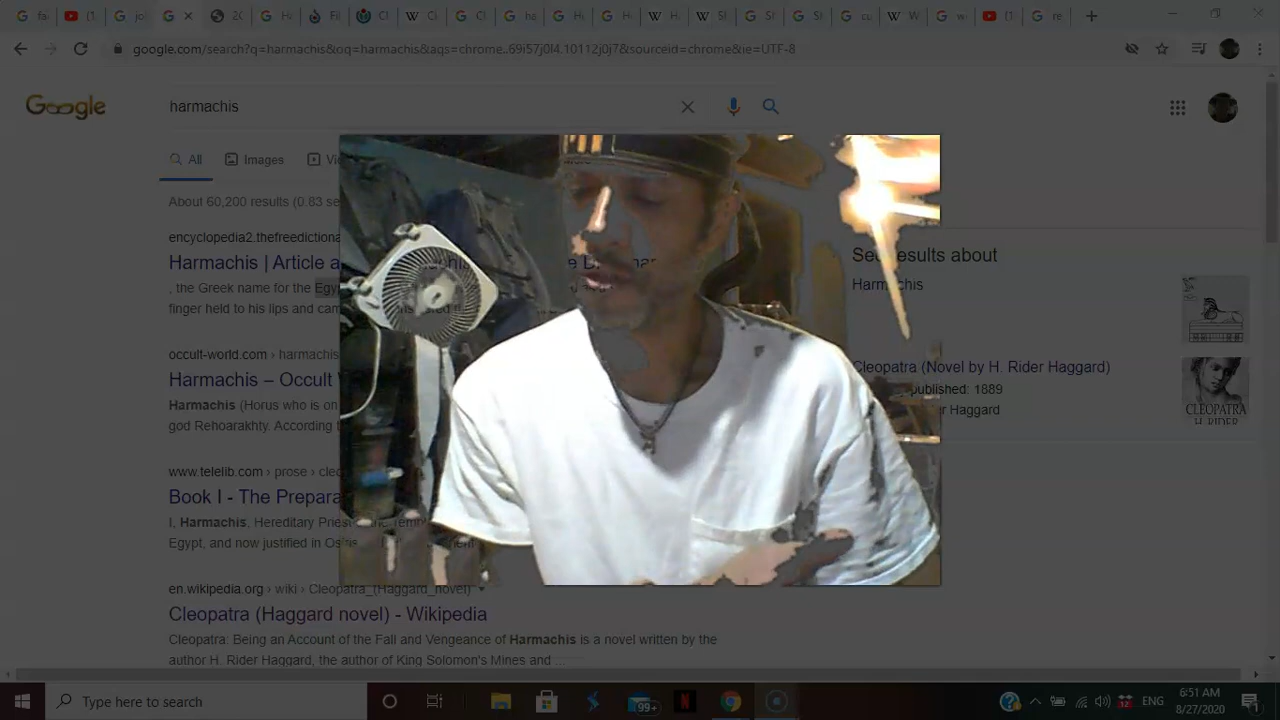 google.com/search?q=harmachis&oq=harmachis&aqs=chrome..69i57j0l4.10112j0j7&sourceid=chrome&ie=UTF-8
Google
harmachis
All
Images
About 60,200 results (0.83 se
encyclopedia2.thefreedictiona
Harmachis | Article a
, the Greek name for the Egy
finger held to his lips and can
occult-world.com › harmachis
Harmachis – Occult
Harmachis (Horus who is on
god Rehoarakhty. According t
www.telelib.com › prose › cle
Book I - The Prepara
I, Harmachis, Hereditary Pries
Egypt, and now justified in Os
en.wikipedia.org › wiki › Cleopatra_(Haggard_novel)
Cleopatra (Haggard novel) - Wikipedia
Cleopatra: Being an Account of the Fall and Vengeance of Harmachis is a novel written by the
author H. Rider Haggard, the author of King Solomon's Mines and ...
See results about
Harmachis
Cleopatra (Novel by H. Rider Haggard)
published: 1889
Haggard
CLEOPATRA
Type here to search
99+
12
ENG
6:51 AM
8/27/2020
1